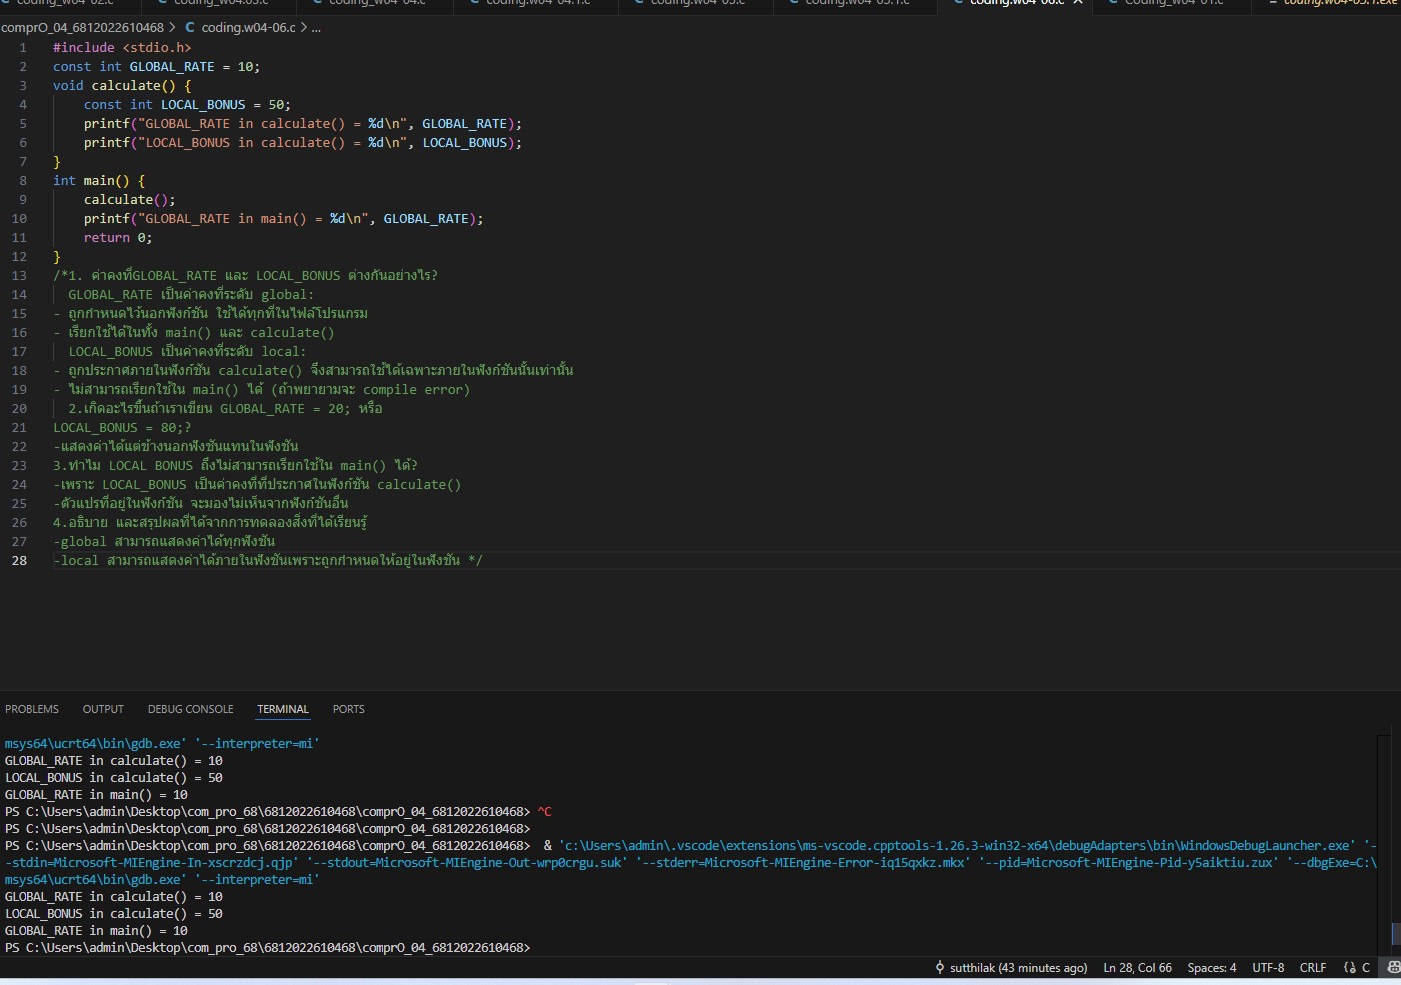 coding.w04-06.c
comprO_04_6812022610468 > C coding.w04-06.c > ...
1 #include <stdio.h>
2 const int GLOBAL_RATE = 10;
3 void calculate() {
4 const int LOCAL_BONUS = 50;
5 printf("GLOBAL_RATE in calculate() = %d\n", GLOBAL_RATE);
6 printf("LOCAL_BONUS in calculate() = %d\n", LOCAL_BONUS);
7 }
8 int main() {
9 calculate();
10 printf("GLOBAL_RATE in main() = %d\n", GLOBAL_RATE);
11 return 0;
12 }
13 /*1. ค่าคงที่GLOBAL_RATE และ LOCAL_BONUS ต่างกันอย่างไร?
14 GLOBAL_RATE เป็นค่าคงที่ระดับ global:
15 - ถูกกำหนดไว้นอกฟังก์ชัน ใช้ได้ทุกที่ในไฟล์โปรแกรม
16 - เรียกใช้ได้ในทั้ง main() และ calculate()
17 LOCAL_BONUS เป็นค่าคงที่ระดับ local:
18 - ถูกประกาศภายในฟังก์ชัน calculate() จึงสามารถใช้ได้เฉพาะภายในฟังก์ชันนั้นเท่านั้น
19 - ไม่สามารถเรียกใช้ใน main() ได้ (ถ้าพยายามจะ compile error)
20 2.เกิดอะไรขึ้นถ้าเราเขียน GLOBAL_RATE = 20; หรือ
21 LOCAL_BONUS = 80;?
22 -แสดงค่าได้แต่ข้างนอกฟังชันแทนในฟังชัน
23 3.ทำไม LOCAL BONUS ถึงไม่สามารถเรียกใช้ใน main() ได้?
24 -เพราะ LOCAL_BONUS เป็นค่าคงที่ที่ประกาศในฟังก์ชัน calculate()
25 -ตัวแปรที่อยู่ในฟังก์ชัน จะมองไม่เห็นจากฟังก์ชันอื่น
26 4.อธิบาย และสรุปผลที่ได้จากการทดลองสิ่งที่ได้เรียนรู้
27 -global สามารถแสดงค่าได้ทุกฟังชัน
28 -local สามารถแสดงค่าได้ภายในฟังชันเพราะถูกกำหนดให้อยู่ในฟังชัน */
PROBLEMS OUTPUT DEBUG CONSOLE TERMINAL PORTS
msys64\ucrt64\bin\gdb.exe' '--interpreter=mi'
GLOBAL_RATE in calculate() = 10
LOCAL_BONUS in calculate() = 50
GLOBAL_RATE in main() = 10
PS C:\Users\admin\Desktop\com_pro_68\6812022610468\comprO_04_6812022610468> ^C
PS C:\Users\admin\Desktop\com_pro_68\6812022610468\comprO_04_6812022610468>
PS C:\Users\admin\Desktop\com_pro_68\6812022610468\comprO_04_6812022610468> & 'c:\Users\admin\.vscode\extensions\ms-vscode.cpptools-1.26.3-win32-x64\debugAdapters\bin\WindowsDebugLauncher.exe' '-
-stdin=Microsoft-MIEngine-In-xscrzdcj.qjp' '--stdout=Microsoft-MIEngine-Out-wrp0crgu.suk' '--stderr=Microsoft-MIEngine-Error-iq15qxkz.mkx' '--pid=Microsoft-MIEngine-Pid-y5aiktiu.zux' '--dbgExe=C:\
msys64\ucrt64\bin\gdb.exe' '--interpreter=mi'
GLOBAL_RATE in calculate() = 10
LOCAL_BONUS in calculate() = 50
GLOBAL_RATE in main() = 10
PS C:\Users\admin\Desktop\com_pro_68\6812022610468\comprO_04_6812022610468>
sutthilak (43 minutes ago) Ln 28, Col 66 Spaces: 4 UTF-8 CRLF {} C